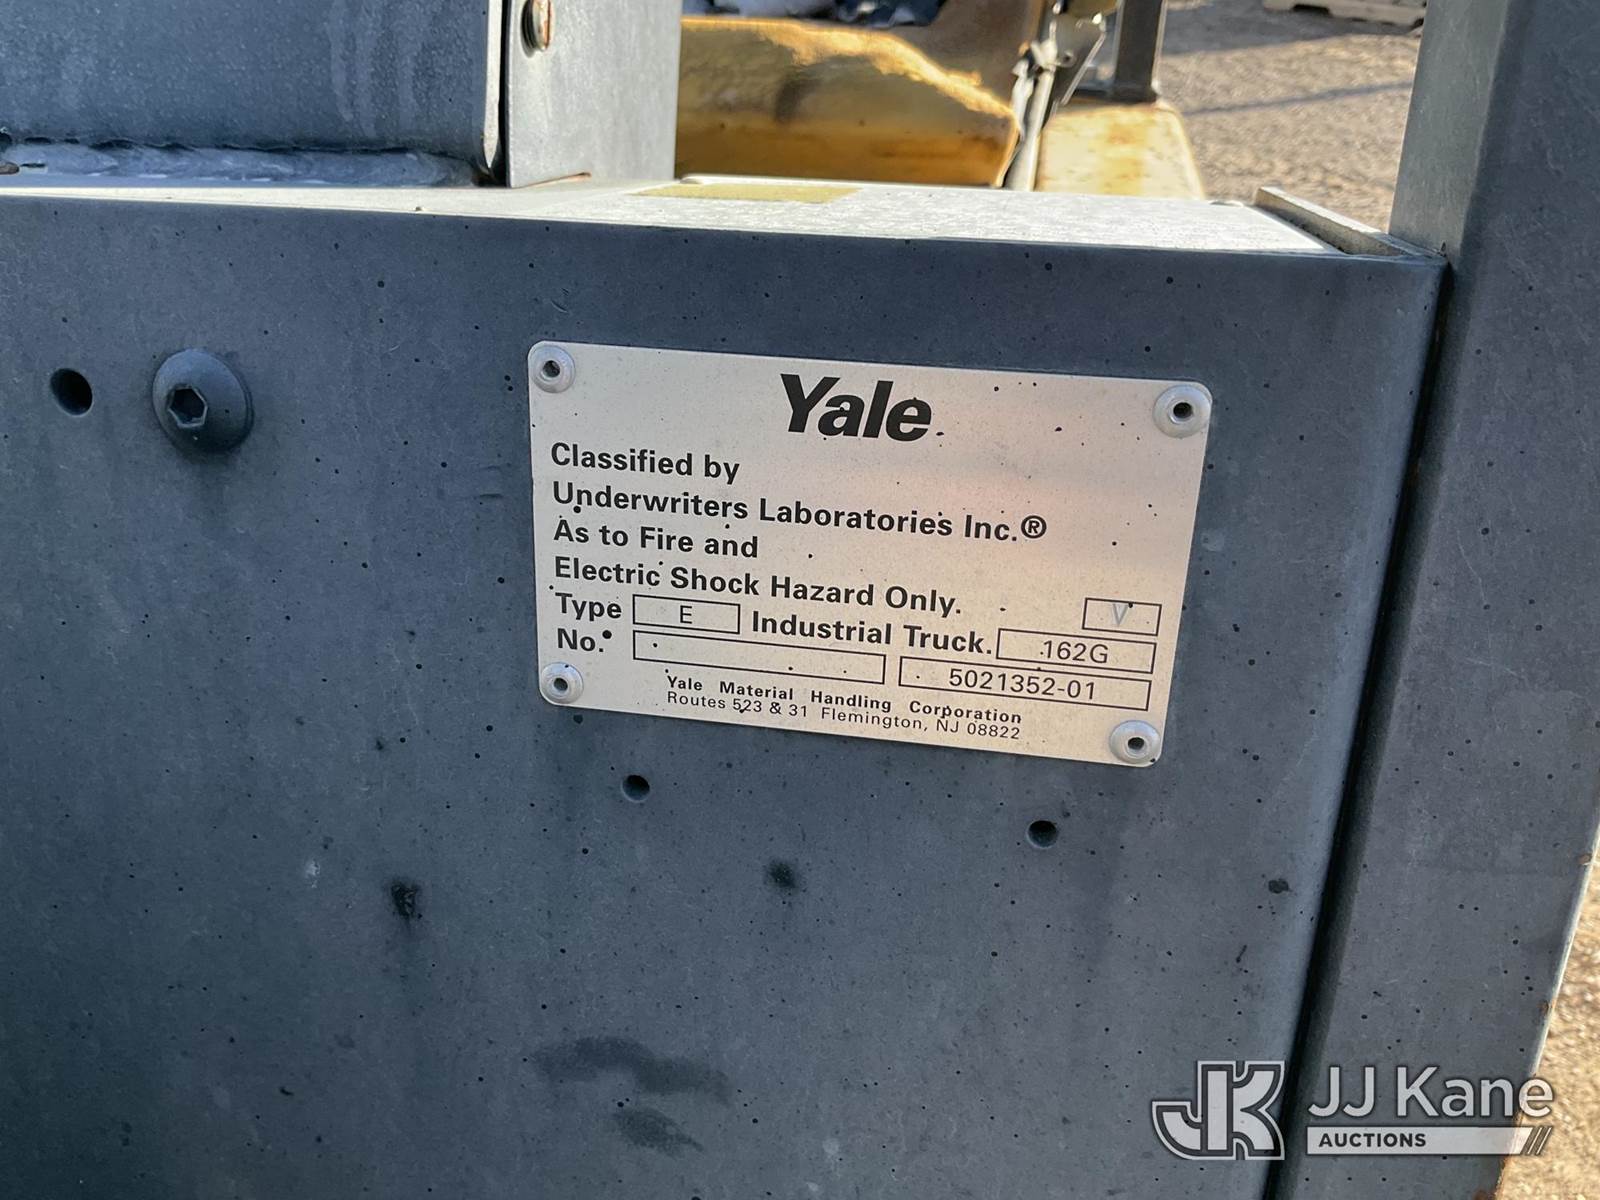 Yale
Classified by
Underwriters Laboratories Inc.®
As to Fire and
Electric Shock Hazard Only. V
Type E Industrial Truck. 162G
No. 5021352-01
Yale Material Handling Corporation
Routes 523 & 31 Flemington, NJ 08822
JK JJ Kane
AUCTIONS